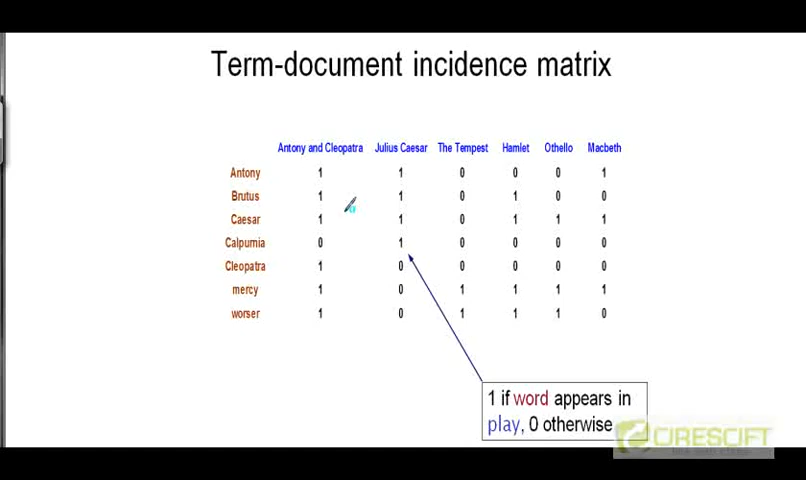 Term-document incidence matrix
Antony and Cleopatra Julius Caesar The Tempest Hamlet Othello Macbeth
Antony 1 1 0 0 0 1
Brutus 1 1 0 1 0 0
Caesar 1 1 0 1 1 1
Calpurnia 0 1 0 0 0 0
Cleopatra 1 0 0 0 0 0
mercy 1 0 1 1 1 1
worser 1 0 1 1 1 0
1 if word appears in
play, 0 otherwise